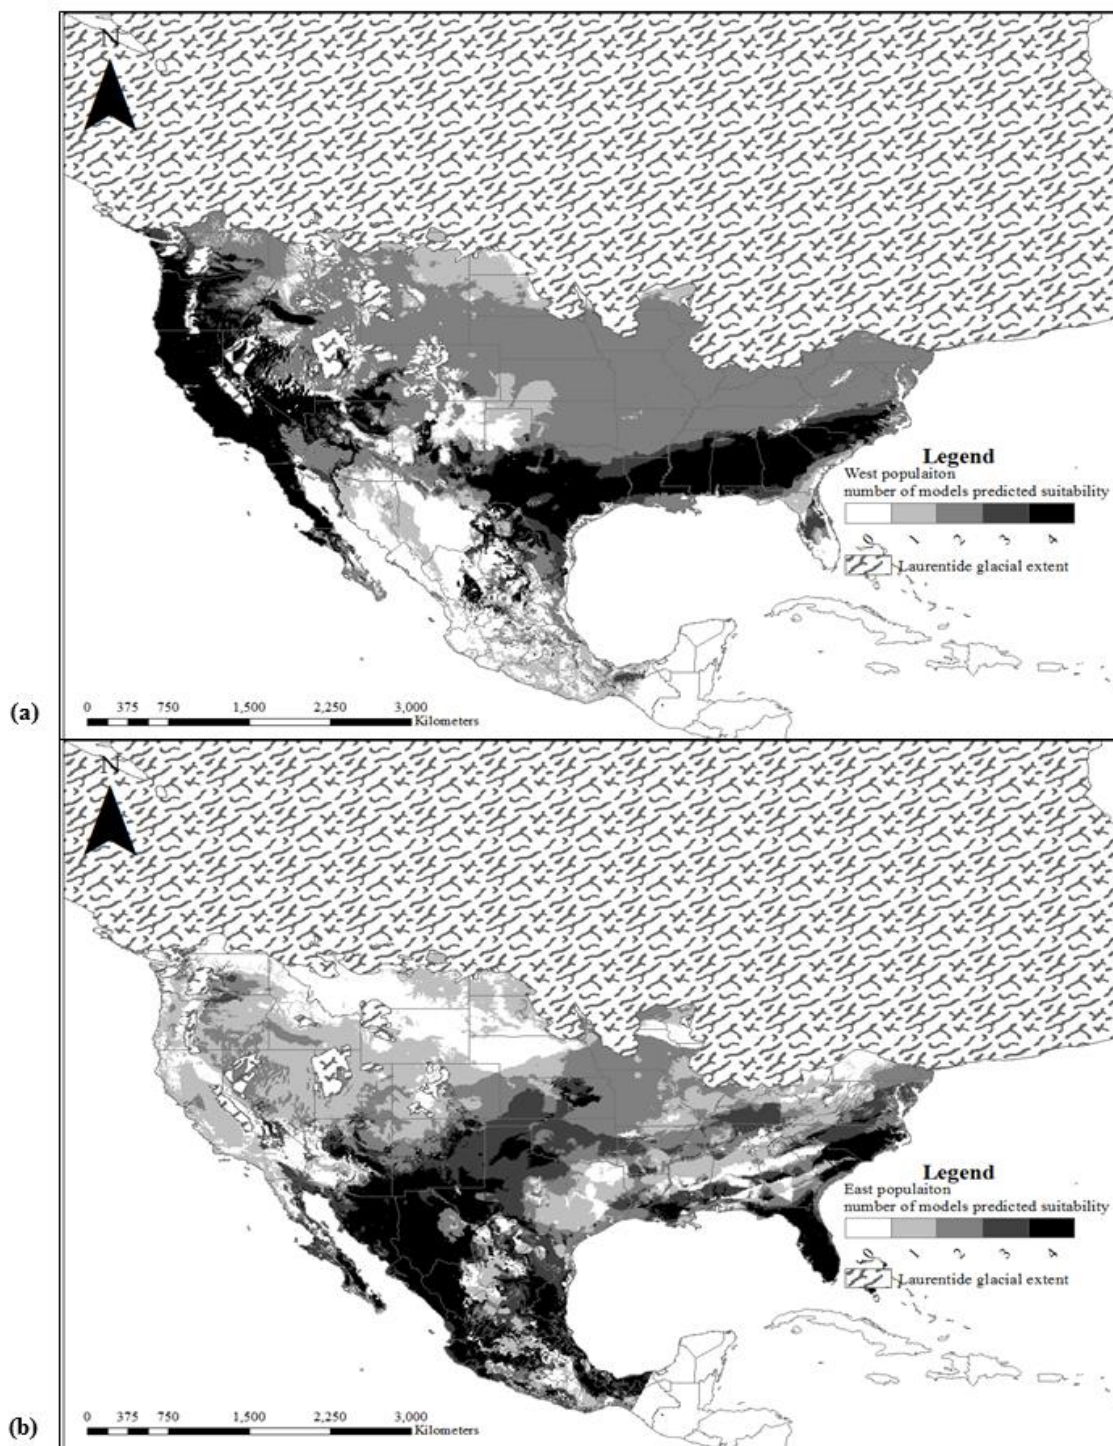 N
Legend
West populaiton
number of models predicted suitability
0 1 2 3 4
Laurentide glacial extent
(a)
0 375 750 1,500 2,250 3,000
Kilometers
N
Legend
East populaiton
number of models predicted suitability
0 1 2 3 4
Laurentide glacial extent
(b)
0 375 750 1,500 2,250 3,000
Kilometers